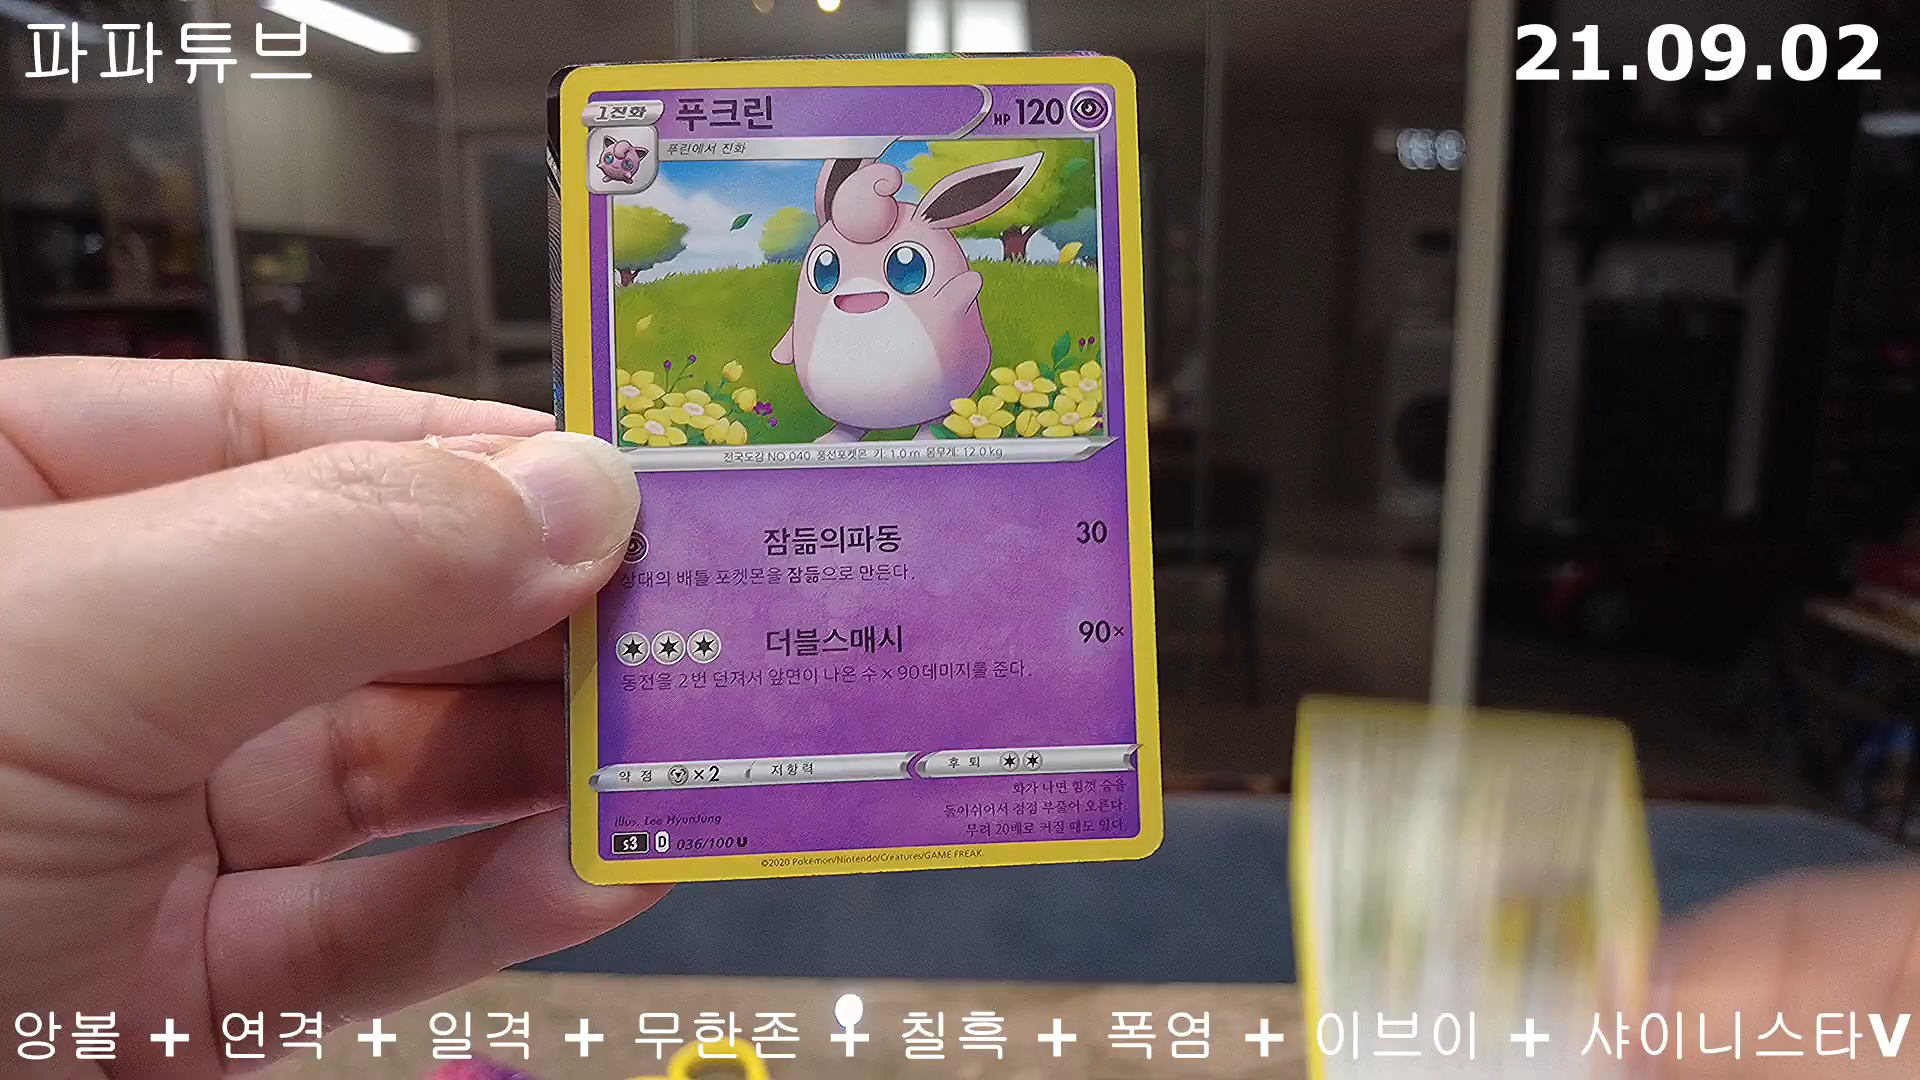 파파튜브
21.09.02
1진화 푸크린 HP 120
푸린에서 진화
전국도감 NO.040 풍선포켓몬 키: 1.0 m 몸무게: 12.0 kg
잠듦의파동 30
상대의 배틀 포켓몬을 잠듦으로 만든다.
더블스매시 90×
동전을 2번 던져서 앞면이 나온 수×90데미지를 준다.
약점 ×2 저항력 후퇴
화가 나면 힘껏 숨을
들이쉬어서 점점 부풀어 오른다.
무려 20배로 커질 때도 있다.
Illus. Lee HyunJung
s3 D 036/100 U
©2020 Pokémon/Nintendo/Creatures/GAME FREAK.
앙볼 + 연격 + 일격 + 무한존 + 칠흑 + 폭염 + 이브이 + 샤이니스타V